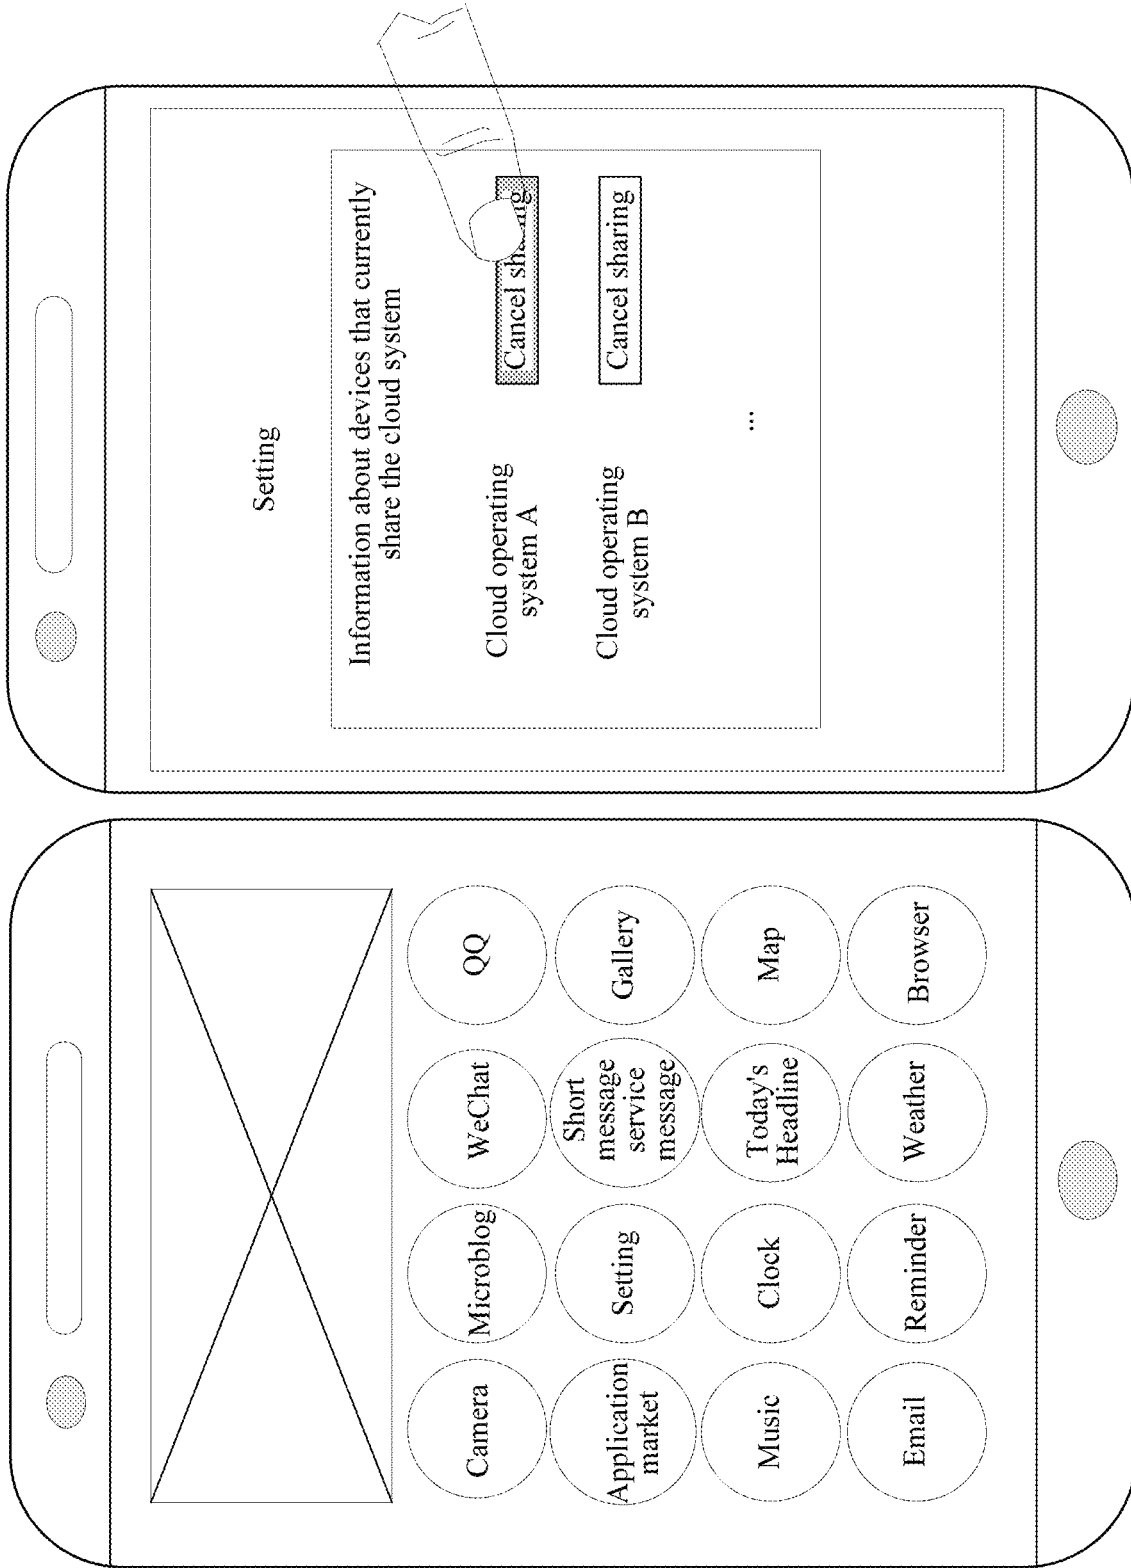 Camera
Microblog
WeChat
QQ
Application
market
Setting
Short
message
service
message
Gallery
Music
Clock
Today's
Headline
Map
Email
Reminder
Weather
Browser
Setting
Information about devices that currently
share the cloud system
Cloud operating
system A
Cancel sharing
Cloud operating
system B
Cancel sharing
...